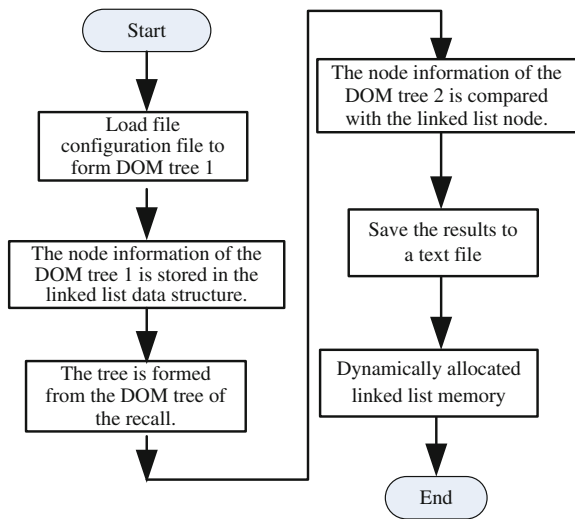 Start
Load file
configuration file to
form DOM tree 1
The node information of the
DOM tree 1 is stored in the
linked list data structure.
The tree is formed
from the DOM tree of
the recall.
The node information of the
DOM tree 2 is compared
with the linked list node.
Save the results to
a text file
Dynamically allocated
linked list memory
End